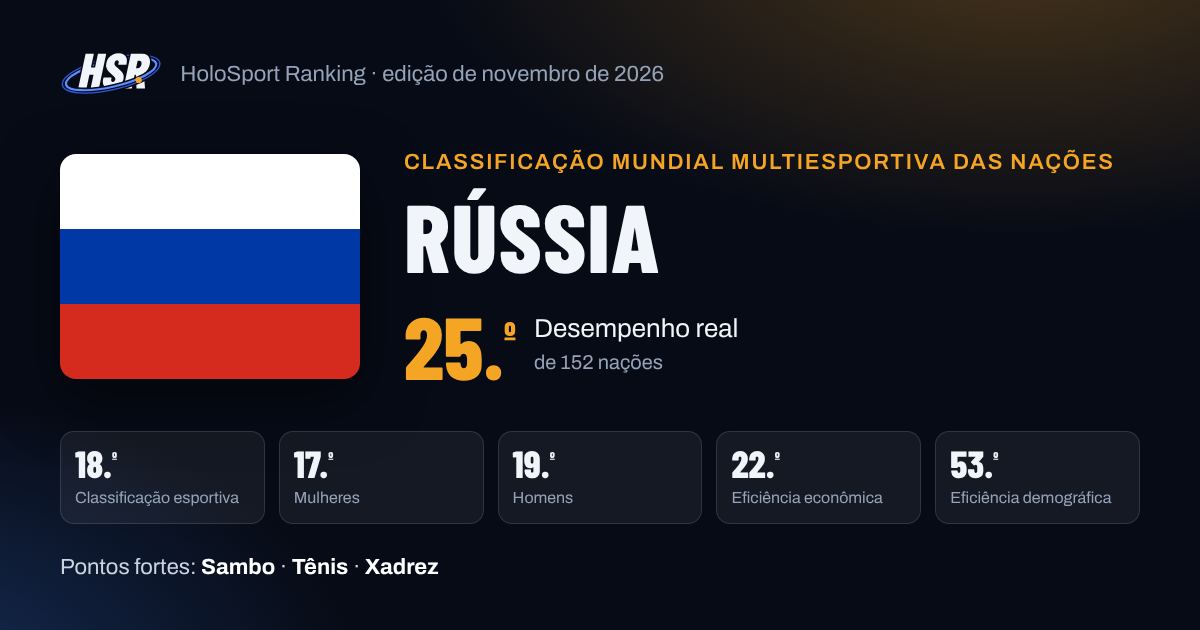 HSR
HoloSport Ranking · edição de novembro de 2026
CLASSIFICAÇÃO MUNDIAL MULTIESPORTIVA DAS NAÇÕES
RÚSSIA
25.º Desempenho real
de 152 nações
18.º
Classificação esportiva
17.º
Mulheres
19.º
Homens
22.º
Eficiência econômica
53.º
Eficiência demográfica
Pontos fortes: Sambo · Tênis · Xadrez